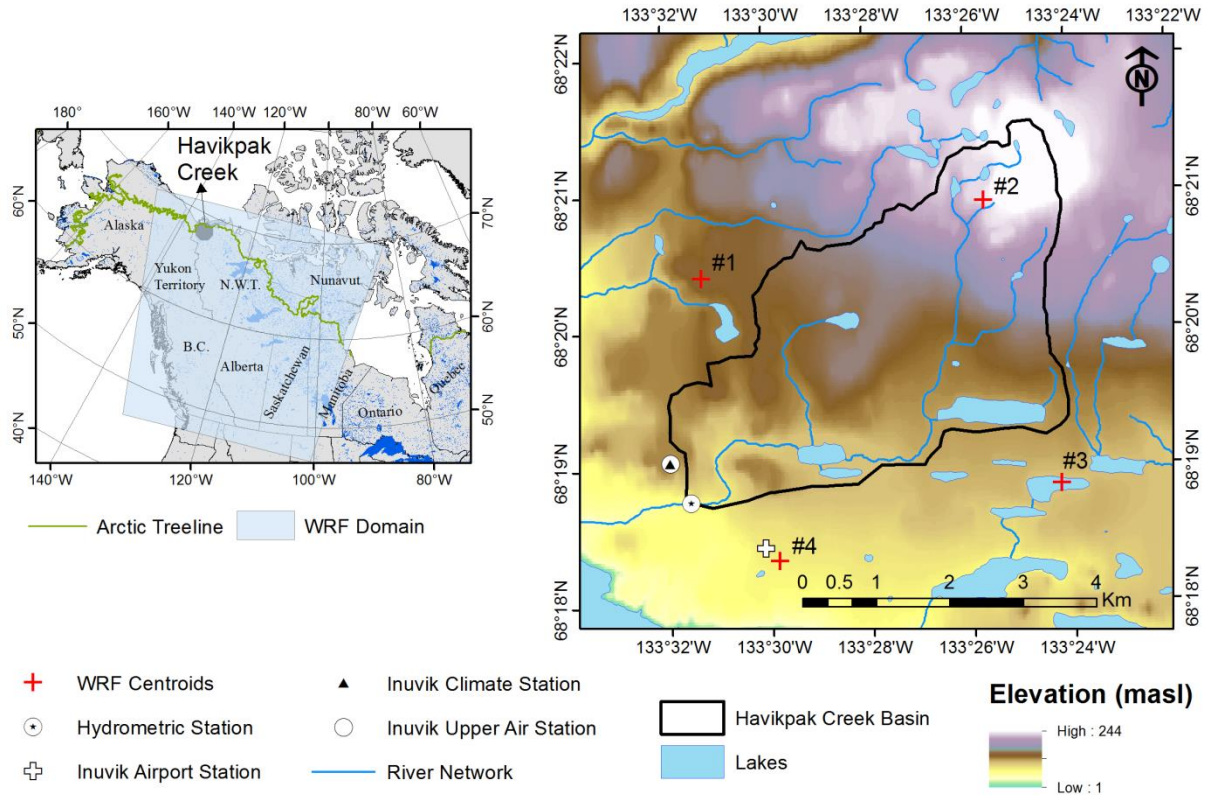 180°
160°W
140°W
120°W
100°W
80°W
60°W
Havikpak
Creek
60°N
50°N
40°N
70°N
60°N
50°N
Alaska
Yukon
Territory
N.W.T.
Nunavut
B.C.
Alberta
Saskatchewan
Manitoba
Ontario
Quebec
140°W
120°W
100°W
80°W
Arctic Treeline
WRF Domain
133°32'W
133°30'W
133°28'W
133°26'W
133°24'W
133°22'W
68°22'N
68°21'N
68°20'N
68°19'N
68°18'N
68°21'N
68°20'N
68°19'N
68°18'N
N
#2
#1
#3
#4
0 0.5 1 2 3 4
Km
133°32'W
133°30'W
133°28'W
133°26'W
133°24'W
WRF Centroids
Hydrometric Station
Inuvik Airport Station
Inuvik Climate Station
Inuvik Upper Air Station
River Network
Havikpak Creek Basin
Lakes
Elevation (masl)
High : 244
Low : 1